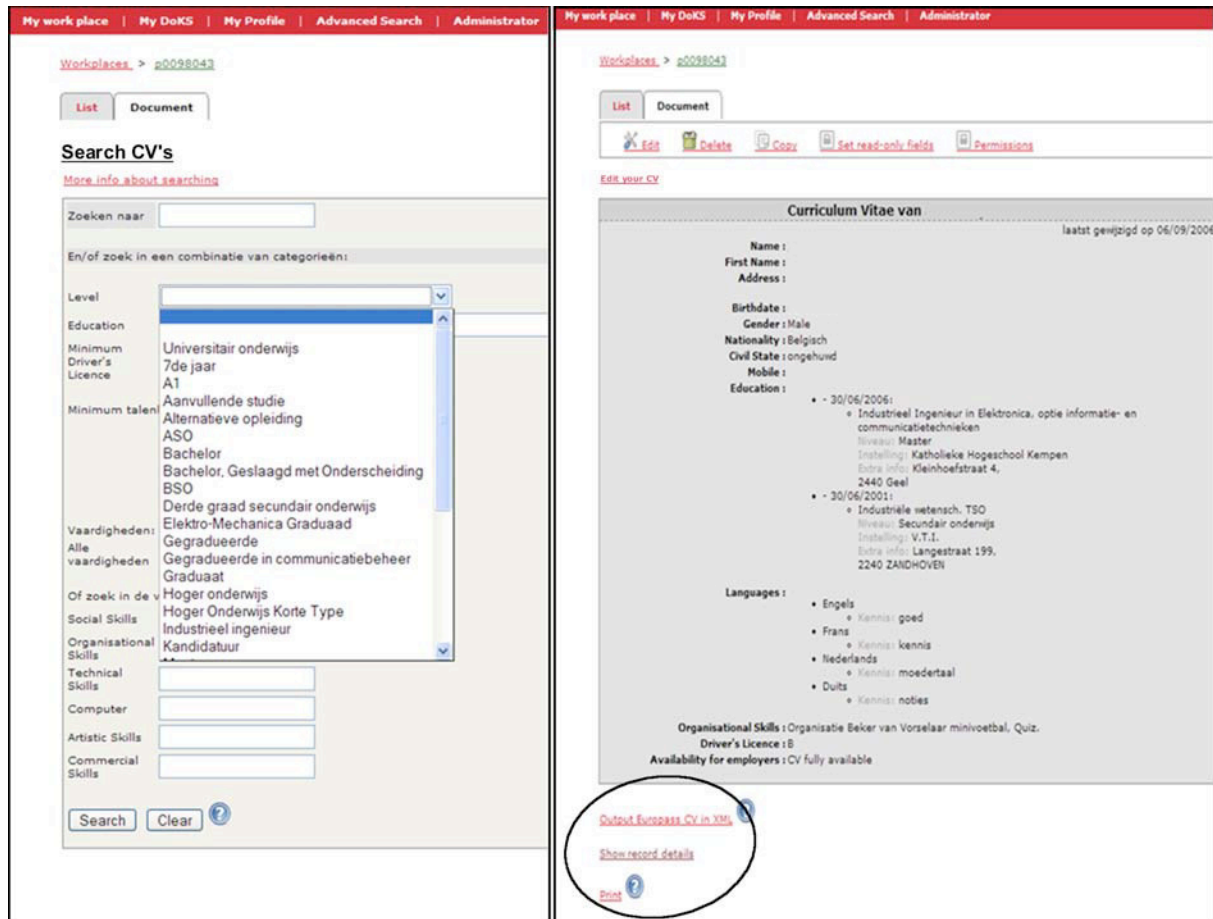 My work place | My DoKS | My Profile | Advanced Search | Administrator
Workplaces > p0098043
List Document
Search CV's
More info about searching
Zoeken naar
En/of zoek in een combinatie van categorieën:
Level
Education
Minimum
Driver's
Licence
Minimum talen
Universitair onderwijs
7de jaar
A1
Aanvullende studie
Alternatieve opleiding
ASO
Bachelor
Bachelor, Geslaagd met Onderscheiding
BSO
Derde graad secundair onderwijs
Elektro-Mechanica Graduaad
Gegradueerde
Gegradueerde in communicatiebeheer
Graduaat
Hoger onderwijs
Hoger Onderwijs Korte Type
Industrieel ingenieur
Kandidatuur
Vaardigheden:
Alle
vaardigheden
Of zoek in de v
Social Skills
Organisational
Skills
Technical
Skills
Computer
Artistic Skills
Commercial
Skills
Search Clear ?
My work place | My DoKS | My Profile | Advanced Search | Administrator
Workplaces > p0098043
List Document
Edit Delete Copy Set read-only fields Permissions
Edit your CV
Curriculum Vitae van
laatst gewijzigd op 06/09/2006
Name :
First Name :
Address :
Birthdate :
Gender : Male
Nationality : Belgisch
Civil State : ongehuwd
Mobile :
Education :
• - 30/06/2006:
Industrieel Ingenieur in Elektronica, optie informatie- en
communicatietechnieken
Niveau: Master
Instelling: Katholieke Hogeschool Kempen
Extra info: Kleinhoefstraat 4,
2440 Geel
• - 30/06/2001:
Industriële wetensch. TSO
Niveau: Secundair onderwijs
Instelling: V.T.I.
Extra info: Langestraat 199,
2240 ZANDHOVEN
Languages :
• Engels
Kennis: goed
• Frans
Kennis: kennis
• Nederlands
Kennis: moedertaal
• Duits
Kennis: noties
Organisational Skills : Organisatie Beker van Vorselaar minivoetbal, Quiz.
Driver's Licence : B
Availability for employers : CV fully available
Output Europass CV in XML ?
Show record details
Print ?